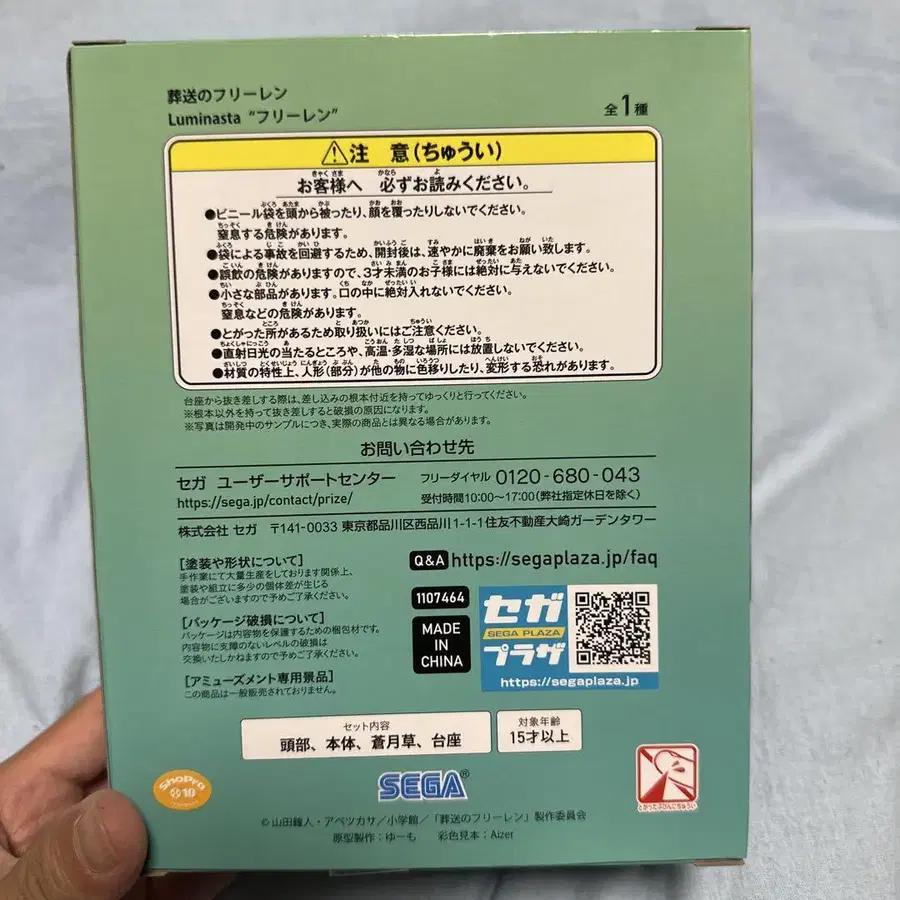 葬送のフリーレン
Luminasta “フリーレン”
全1種
注 意(ちゅうい)
お客様へ 必ずお読みください。
●ビニール袋を頭から被ったり、顔を覆ったりしないでください。
窒息する危険があります。
●袋による事故を回避するため、開封後は、速やかに廃棄をお願い致します。
●誤飲の危険がありますので、3才未満のお子様には絶対に与えないでください。
●小さな部品があります。口の中に絶対入れないでください。
窒息などの危険があります。
●とがった所があるため取り扱いにはご注意ください。
●直射日光の当たるところや、高温・多湿な場所には放置しないでください。
●材質の特性上、人形(部分)が他の物に色移りしたり、変形する恐れがあります。
台座から抜き差しする際は、差し込みの根本付近を持ってゆっくりと行ってください。
※根本以外を持って抜き差しすると破損の原因になります。
※写真は開発中のサンプルにつき、実際の商品とは異なる場合があります。
お問い合わせ先
セガ ユーザーサポートセンター
フリーダイヤル 0120-680-043
https://sega.jp/contact/prize/
受付時間10:00〜17:00(弊社指定休日を除く)
株式会社 セガ 〒141-0033 東京都品川区西品川1-1-1住友不動産大崎ガーデンタワー
[塗装や形状について]
手作業にて大量生産をしております関係上、
塗装や組立に多少の個体差が生じる
場合がございますので予めご了承ください。
[パッケージ破損について]
パッケージは内容物を保護するための梱包材です。
内容物に支障のないレベルの破損は
交換いたしかねますので予めご了承ください。
[アミューズメント専用景品]
この商品は一般販売されておりません。
Q&A https://segaplaza.jp/faq
1107464
MADE
IN
CHINA
セガ
SEGA PLAZA
プラザ
https://segaplaza.jp
セット内容
頭部、本体、蒼月草、台座
対象年齢
15才以上
ShoPro
10
SEGA®
とがったぶひんにちゅうい
©山田鐘人・アベツカサ/小学館/「葬送のフリーレン」製作委員会
原型製作:ゆーも 彩色見本:Aizer